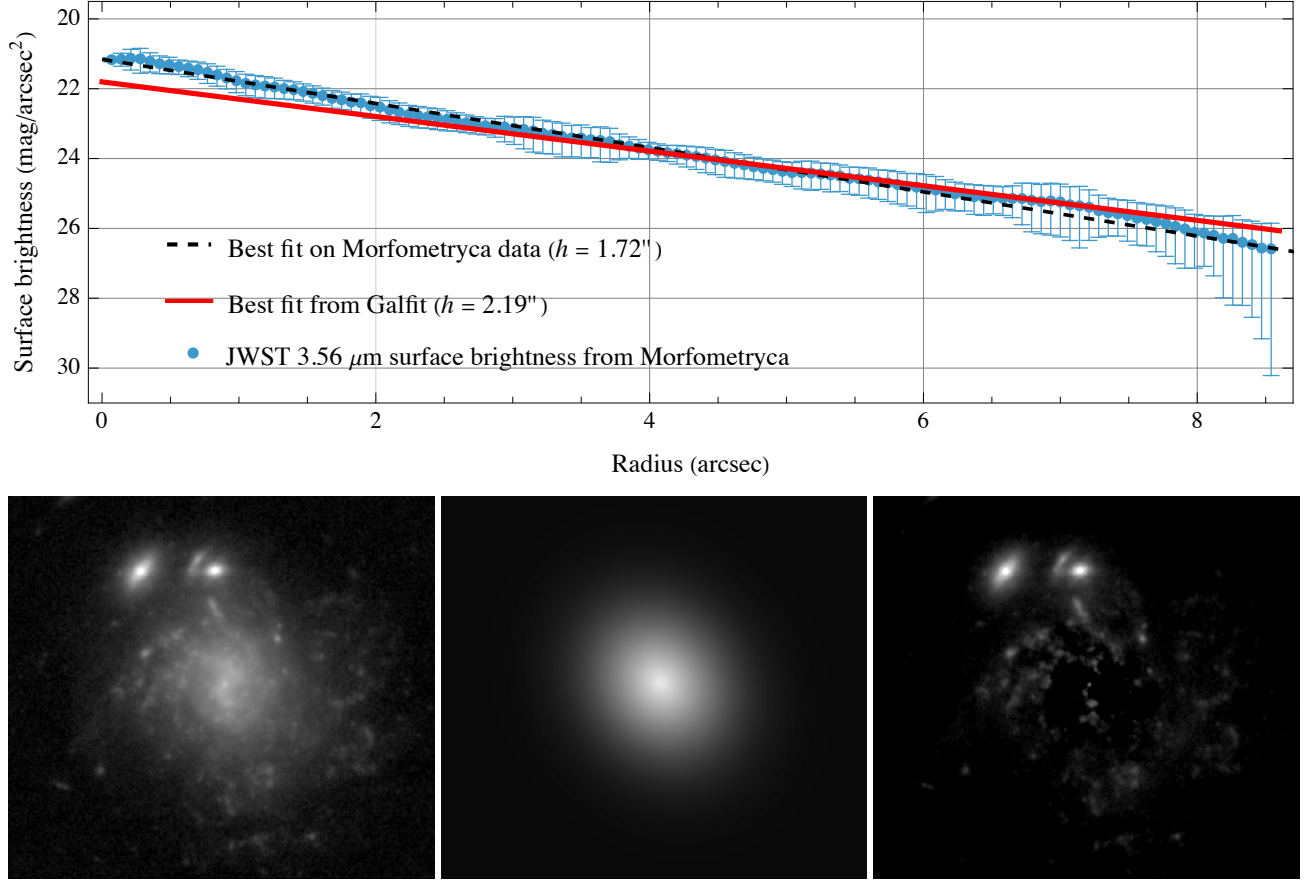 20
22
24
26
28
30
Surface brightness (mag/arcsec²)
Best fit on Morfometryca data (h = 1.72")
Best fit from Galfit (h = 2.19")
JWST 3.56 μm surface brightness from Morfometryca
0 2 4 6 8
Radius (arcsec)